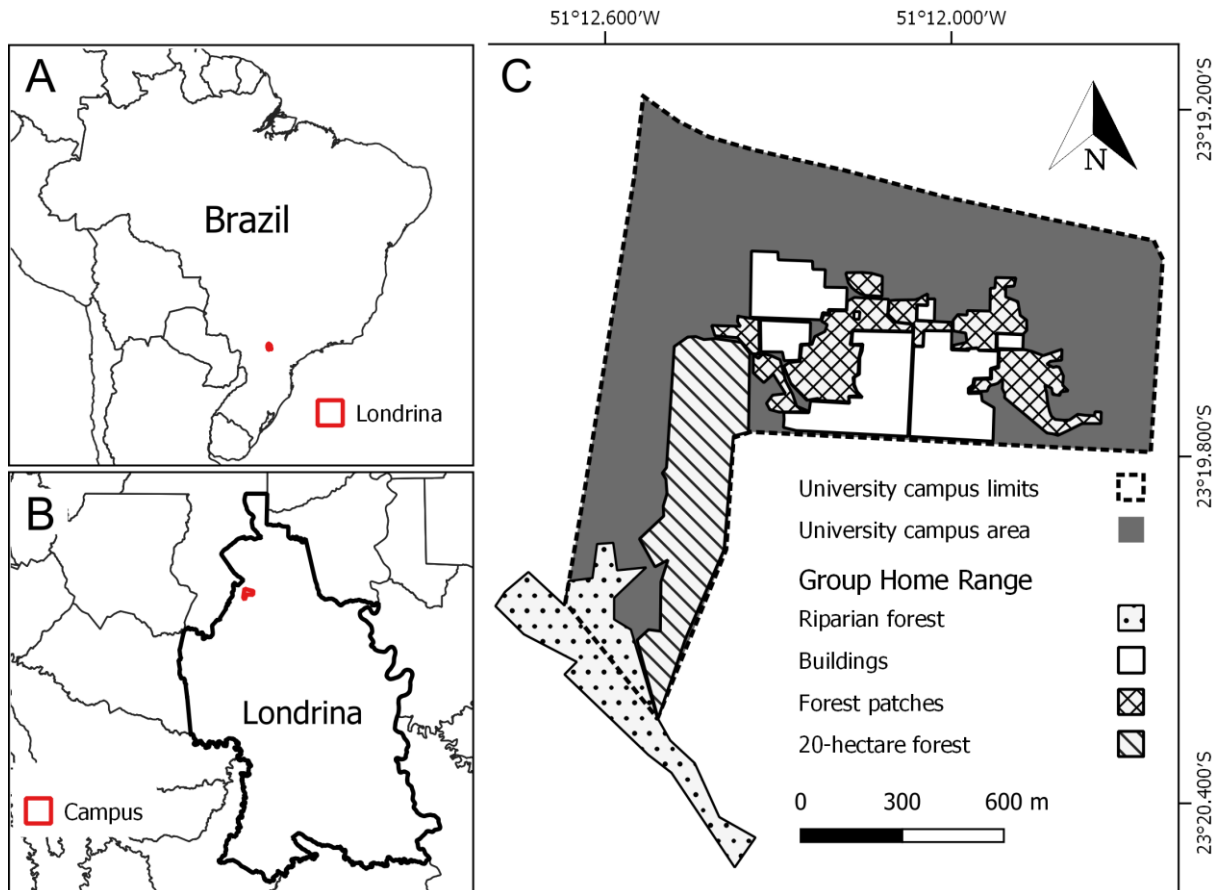 A
Brazil
Londrina
B
Londrina
Campus
C
51°12.600'W
51°12.000'W
23°19.200'S
23°19.800'S
23°20.400'S
N
University campus limits
University campus area
Group Home Range
Riparian forest
Buildings
Forest patches
20-hectare forest
0 300 600 m